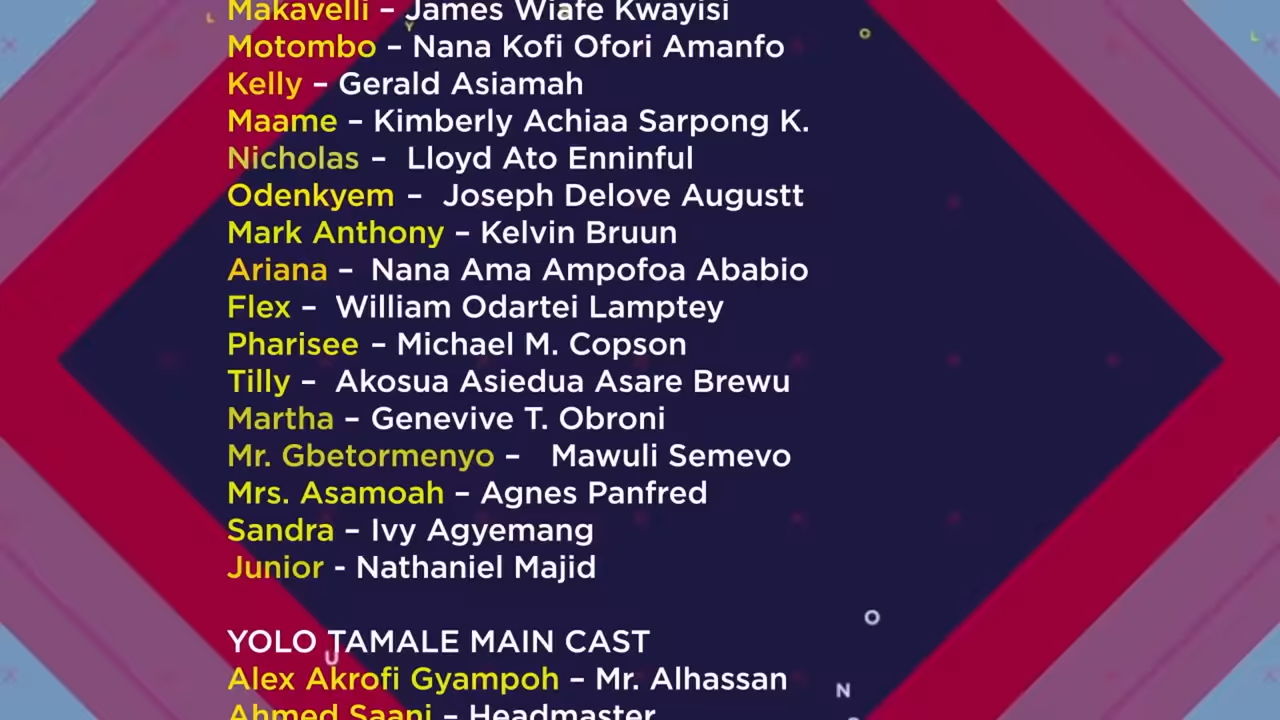 Makavelli – James Wiafe Kwayisi
Motombo – Nana Kofi Ofori Amanfo
Kelly – Gerald Asiamah
Maame – Kimberly Achiaa Sarpong K.
Nicholas – Lloyd Ato Enninful
Odenkyem – Joseph Delove Augustt
Mark Anthony – Kelvin Bruun
Ariana – Nana Ama Ampofoa Ababio
Flex – William Odartei Lamptey
Pharisee – Michael M. Copson
Tilly – Akosua Asiedua Asare Brewu
Martha – Genevive T. Obroni
Mr. Gbetormenyo – Mawuli Semevo
Mrs. Asamoah – Agnes Panfred
Sandra – Ivy Agyemang
Junior - Nathaniel Majid
YOLO TAMALE MAIN CAST
Alex Akrofi Gyampoh – Mr. Alhassan
Ahmed Saani – Headmaster